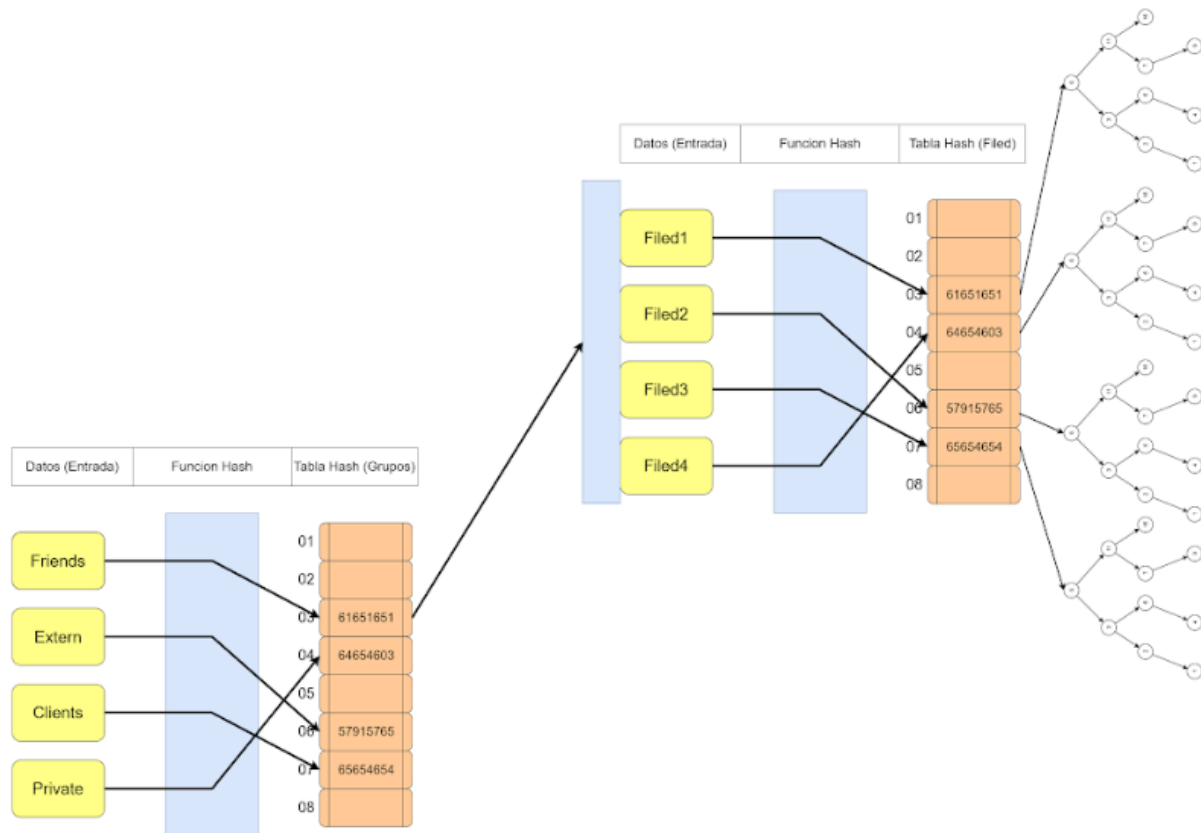 Datos (Entrada) Funcion Hash Tabla Hash (Filed)
Filed1
Filed2
Filed3
Filed4
01
02
03 61651651
04 64654603
05
06 57915765
07 65654654
08
Datos (Entrada) Funcion Hash Tabla Hash (Grupos)
Friends
Extern
Clients
Private
01
02
03 61651651
04 64654603
05
06 57915765
07 65654654
08